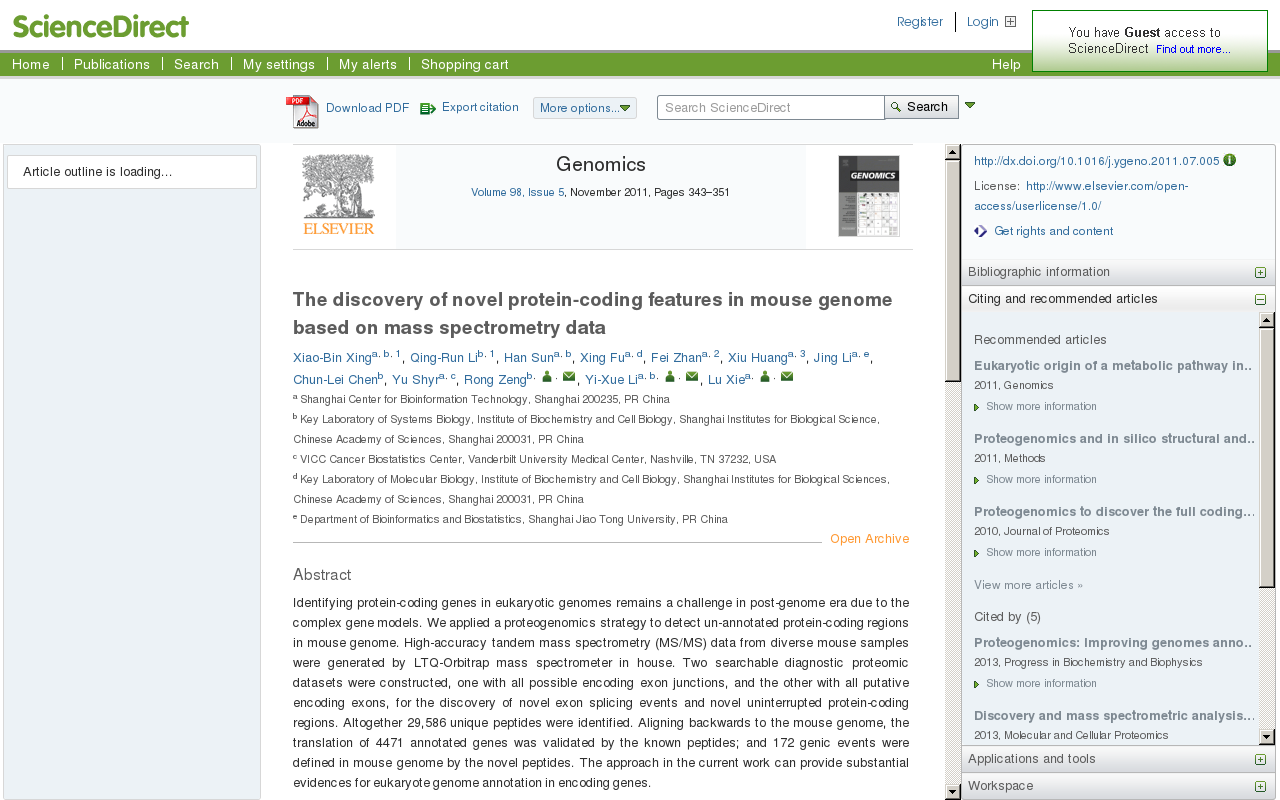 ScienceDirect
Register
Login
You have Guest access to
ScienceDirect Find out more...
Home
Publications
Search
My settings
My alerts
Shopping cart
Help
PDF
Adobe
Download PDF
Export citation
More options...
Search ScienceDirect
Search
Article outline is loading...
ELSEVIER
Genomics
Volume 98, Issue 5, November 2011, Pages 343–351
GENOMICS
The discovery of novel protein-coding features in mouse genome
based on mass spectrometry data
Xiao-Bin Xing a, b, 1, Qing-Run Li b, 1, Han Sun a, b, Xing Fu a, d, Fei Zhan a, 2, Xiu Huang a, 3, Jing Li a, e,
Chun-Lei Chen b, Yu Shyr a, c, Rong Zeng b, , , Yi-Xue Li a, b, , , Lu Xie a, ,
a Shanghai Center for Bioinformation Technology, Shanghai 200235, PR China
b Key Laboratory of Systems Biology, Institute of Biochemistry and Cell Biology, Shanghai Institutes for Biological Science,
Chinese Academy of Sciences, Shanghai 200031, PR China
c VICC Cancer Biostatistics Center, Vanderbilt University Medical Center, Nashville, TN 37232, USA
d Key Laboratory of Molecular Biology, Institute of Biochemistry and Cell Biology, Shanghai Institutes for Biological Sciences,
Chinese Academy of Sciences, Shanghai 200031, PR China
e Department of Bioinformatics and Biostatistics, Shanghai Jiao Tong University, PR China
Open Archive
Abstract
Identifying protein-coding genes in eukaryotic genomes remains a challenge in post-genome era due to the
complex gene models. We applied a proteogenomics strategy to detect un-annotated protein-coding regions
in mouse genome. High-accuracy tandem mass spectrometry (MS/MS) data from diverse mouse samples
were generated by LTQ-Orbitrap mass spectrometer in house. Two searchable diagnostic proteomic
datasets were constructed, one with all possible encoding exon junctions, and the other with all putative
encoding exons, for the discovery of novel exon splicing events and novel uninterrupted protein-coding
regions. Altogether 29,586 unique peptides were identified. Aligning backwards to the mouse genome, the
translation of 4471 annotated genes was validated by the known peptides; and 172 genic events were
defined in mouse genome by the novel peptides. The approach in the current work can provide substantial
evidences for eukaryote genome annotation in encoding genes.
http://dx.doi.org/10.1016/j.ygeno.2011.07.005
License: http://www.elsevier.com/open-
access/userlicense/1.0/
Get rights and content
Bibliographic information
Citing and recommended articles
Recommended articles
Eukaryotic origin of a metabolic pathway in..
2011, Genomics
Show more information
Proteogenomics and in silico structural and..
2011, Methods
Show more information
Proteogenomics to discover the full coding...
2010, Journal of Proteomics
Show more information
View more articles »
Cited by (5)
Proteogenomics: Improving genomes anno..
2013, Progress in Biochemistry and Biophysics
Show more information
Discovery and mass spectrometric analysis...
2013, Molecular and Cellular Proteomics
Applications and tools
Workspace